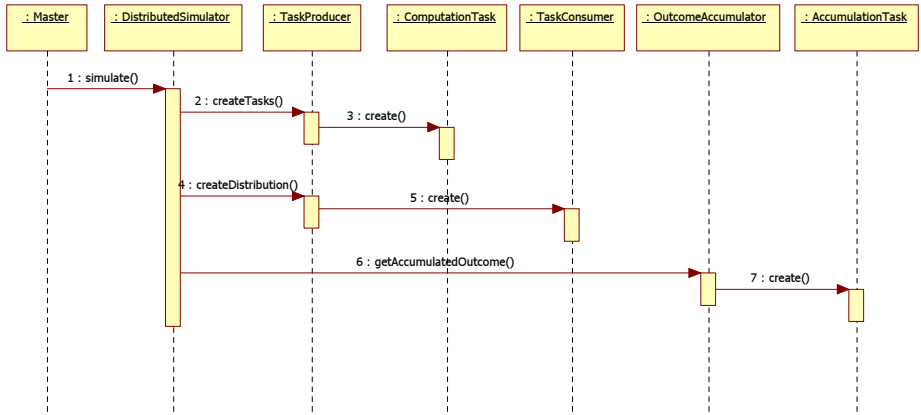 : Master
: DistributedSimulator
: TaskProducer
: ComputationTask
: TaskConsumer
: OutcomeAccumulator
: AccumulationTask
1 : simulate()
2 : createTasks()
3 : create()
4 : createDistribution()
5 : create()
6 : getAccumulatedOutcome()
7 : create()